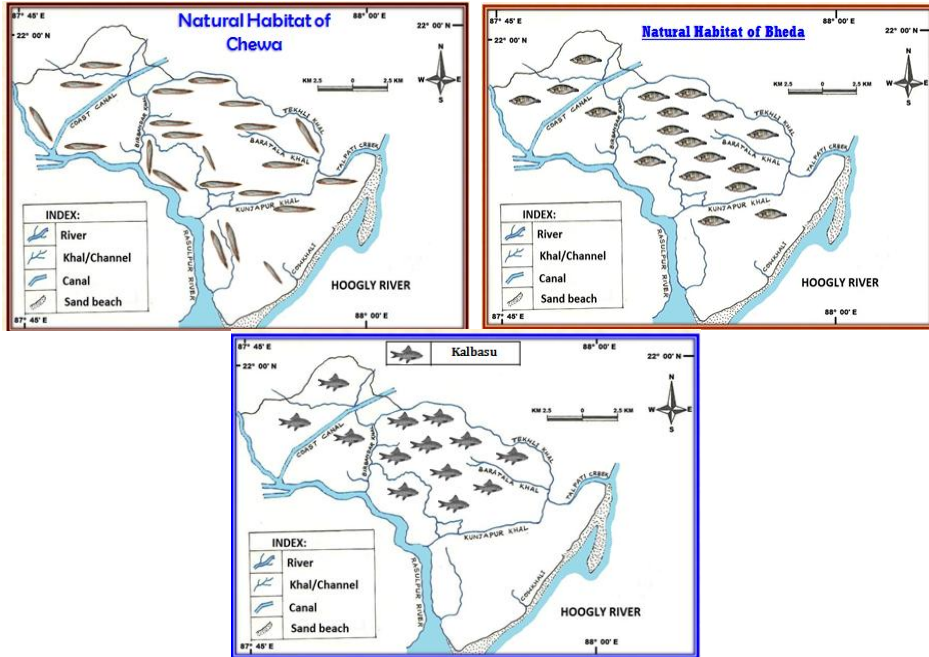 Natural Habitat of
Chewa
87° 45' E
88° 00' E
22° 00' N
22° 00' N
N
W E
S
KM 2.5 0 2.5 KM
COAST CANAL
TEKHLI KHAL
BARATALA KHAL
TALPATI CREEK
KUNJAPUR KHAL
RASULPUR RIVER
COWKHALI
HOOGLY RIVER
INDEX:
River
Khal/Channel
Canal
Sand beach
87° 45' E
88° 00' E
Natural Habitat of Bheda
87° 45' E
88° 00' E
22° 00' N
22° 00' N
N
W E
S
KM 2.5 0 2.5 KM
COAST CANAL
TEKHLI KHAL
BARATALA KHAL
TALPATI CREEK
KUNJAPUR KHAL
RASULPUR RIVER
COWKHALI
HOOGLY RIVER
INDEX:
River
Khal/Channel
Canal
Sand beach
87° 45' E
88° 00' E
Kalbasu
87° 45' E
88° 00' E
22° 00' N
22° 00' N
N
W E
S
KM 2.5 0 2.5 KM
COAST CANAL
TEKHLI KHAL
BARATALA KHAL
TALPATI CREEK
KUNJAPUR KHAL
RASULPUR RIVER
COWKHALI
HOOGLY RIVER
INDEX:
River
Khal/Channel
Canal
Sand beach
87° 45' E
88° 00' E